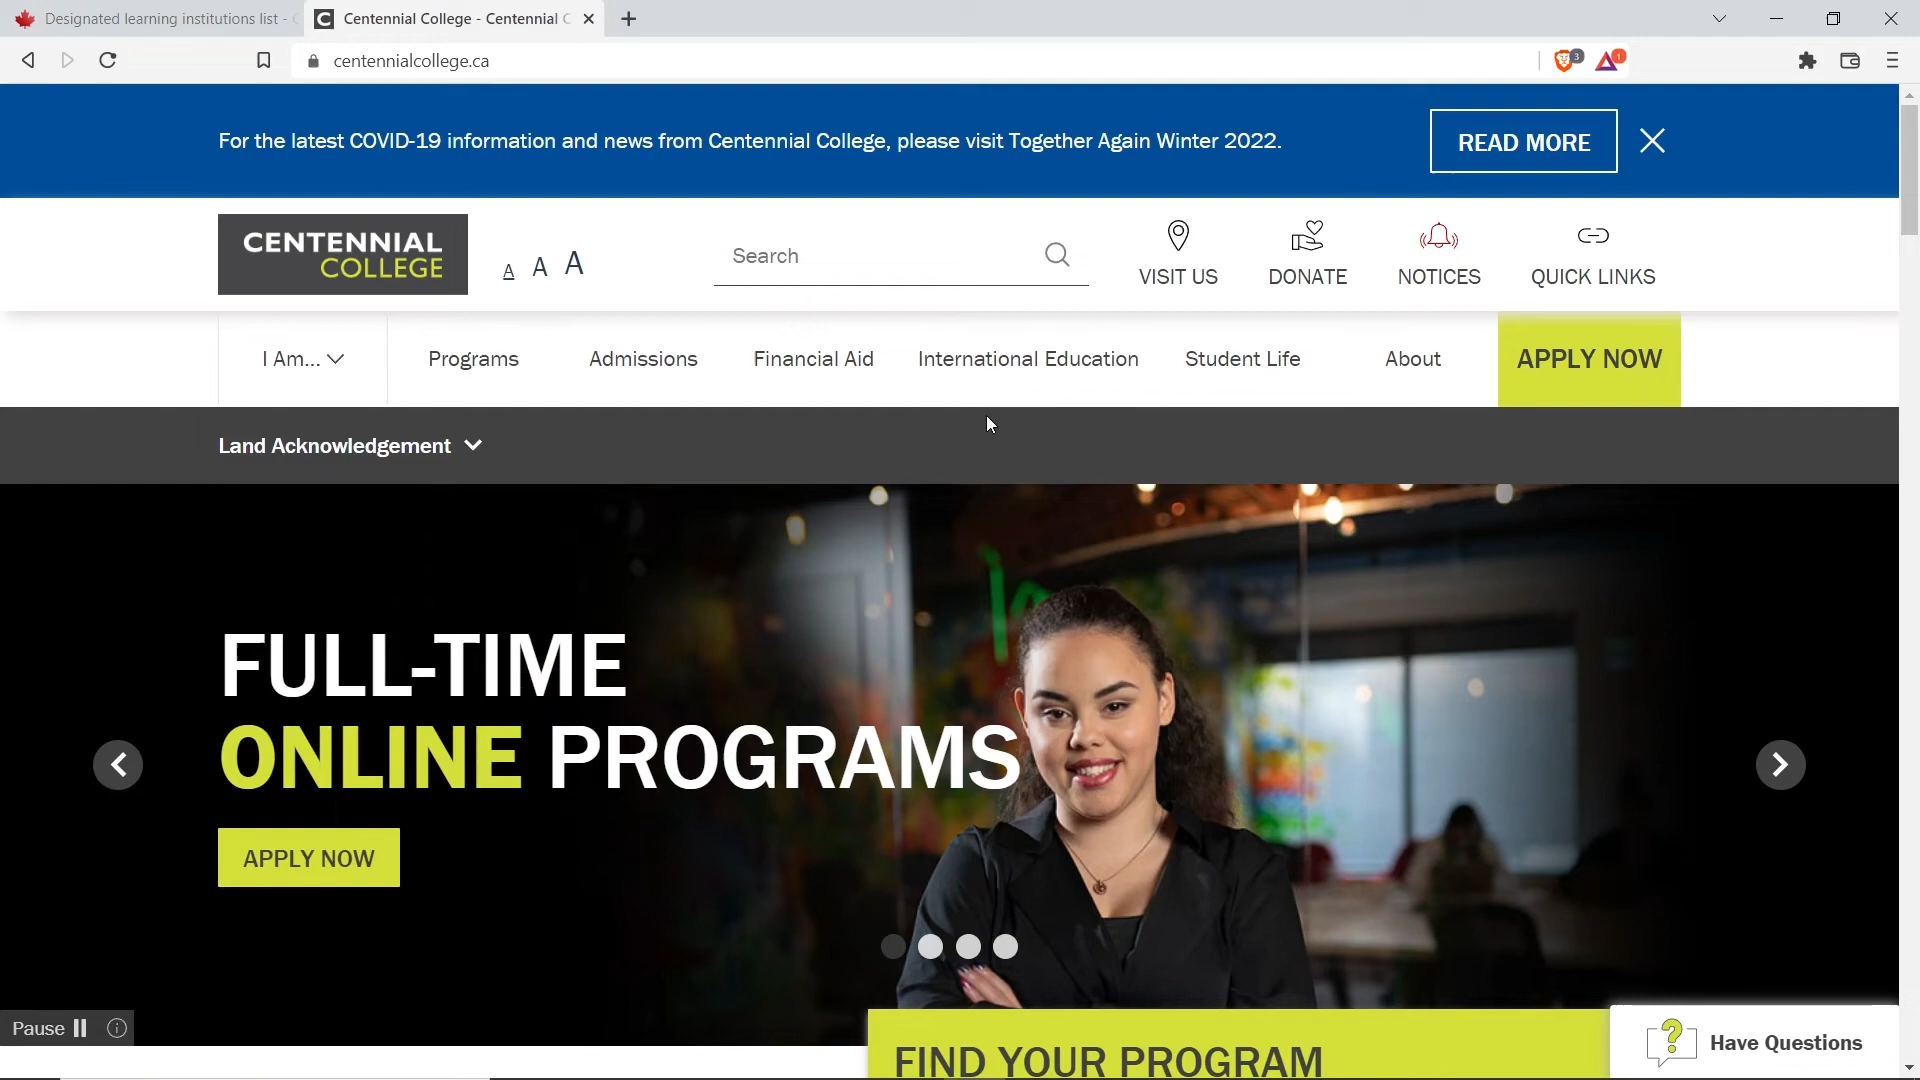 Designated learning institutions list -
Centennial College - Centennial C
centennialcollege.ca
3
1
For the latest COVID-19 information and news from Centennial College, please visit Together Again Winter 2022.
READ MORE
CENTENNIAL
COLLEGE
A A A
Search
VISIT US
DONATE
NOTICES
QUICK LINKS
I Am...
Programs
Admissions
Financial Aid
International Education
Student Life
About
APPLY NOW
Land Acknowledgement
FULL-TIME
ONLINE PROGRAMS
APPLY NOW
Pause
FIND YOUR PROGRAM
Have Questions